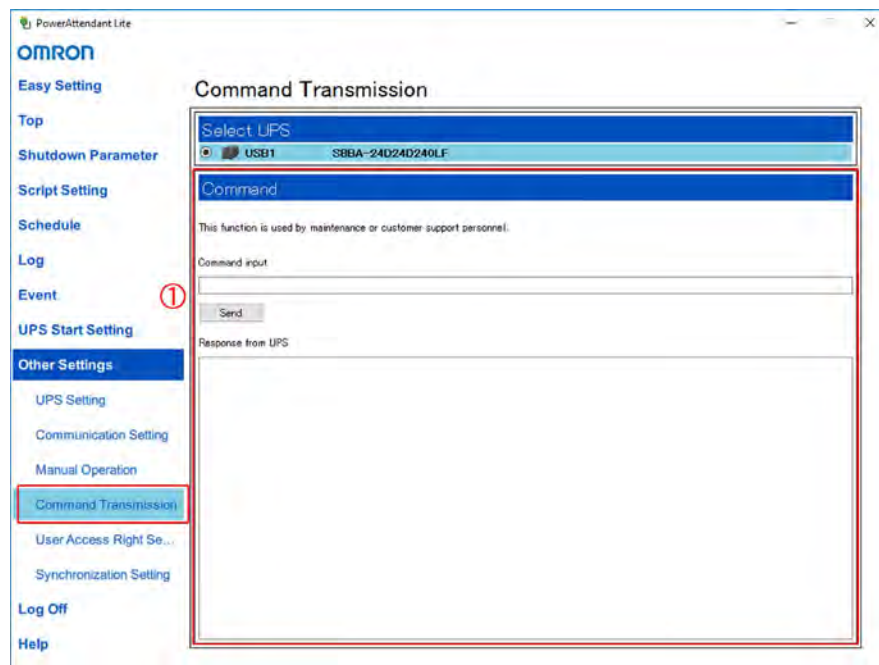 PowerAttendant Lite
OMRON
Easy Setting
Top
Shutdown Parameter
Script Setting
Schedule
Log
Event
UPS Start Setting
Other Settings
UPS Setting
Communication Setting
Manual Operation
Command Transmission
User Access Right Se...
Synchronization Setting
Log Off
Help
Command Transmission
Select UPS
USB1 S8BA-24D24D240LF
①
Command
This function is used by maintenance or customer support personnel.
Command input
Send
Response from UPS